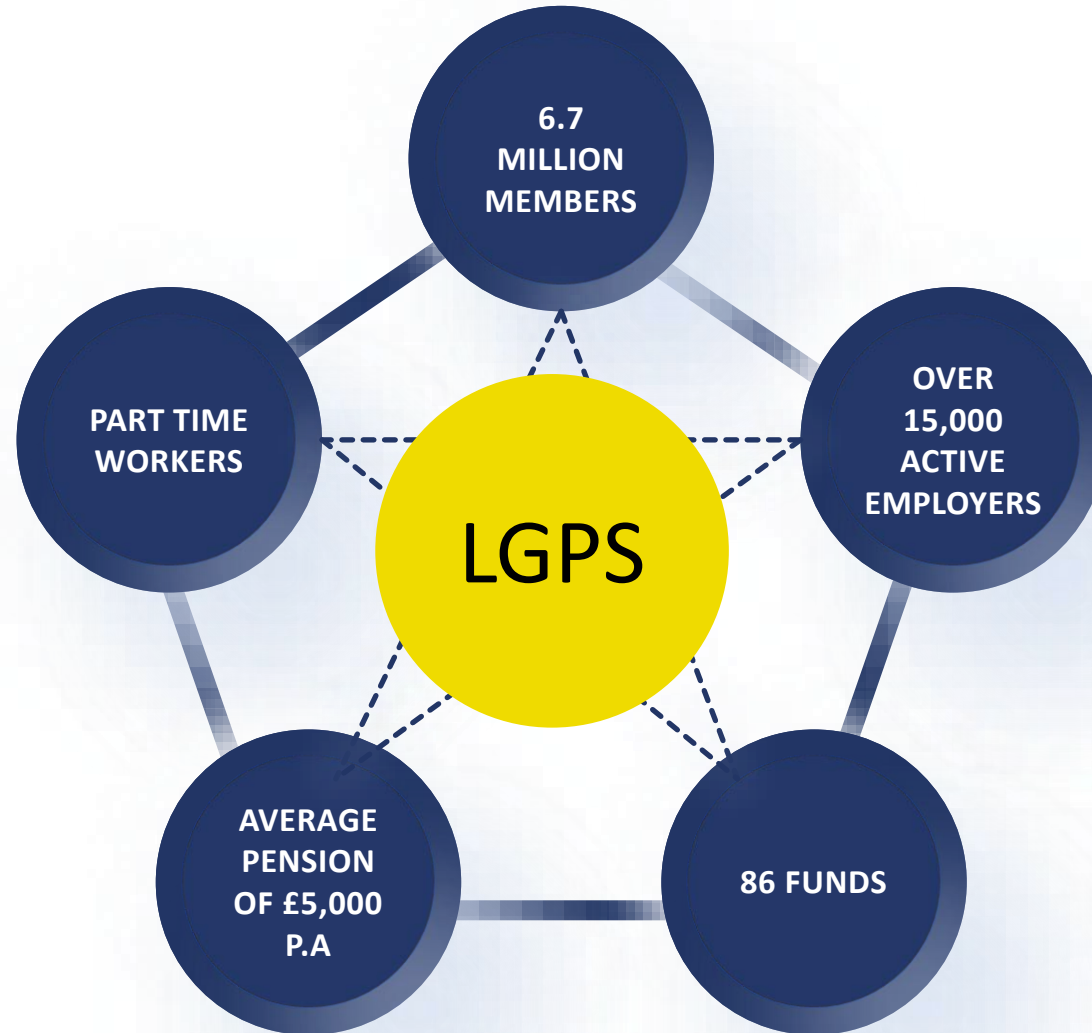 6.7
MILLION
MEMBERS
PART TIME
WORKERS
OVER
15,000
ACTIVE
EMPLOYERS
LGPS
AVERAGE
PENSION
OF £5,000
P.A
86 FUNDS